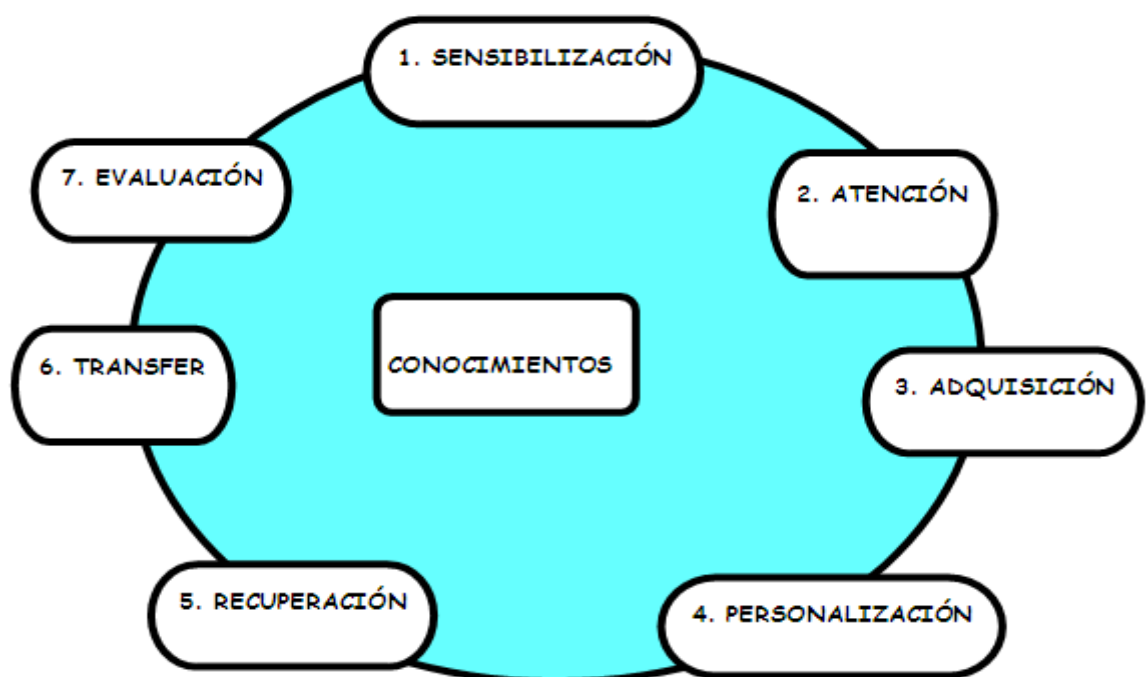 1. SENSIBILIZACIÓN
2. ATENCIÓN
3. ADQUISICIÓN
4. PERSONALIZACIÓN
5. RECUPERACIÓN
6. TRANSFER
7. EVALUACIÓN
CONOCIMIENTOS